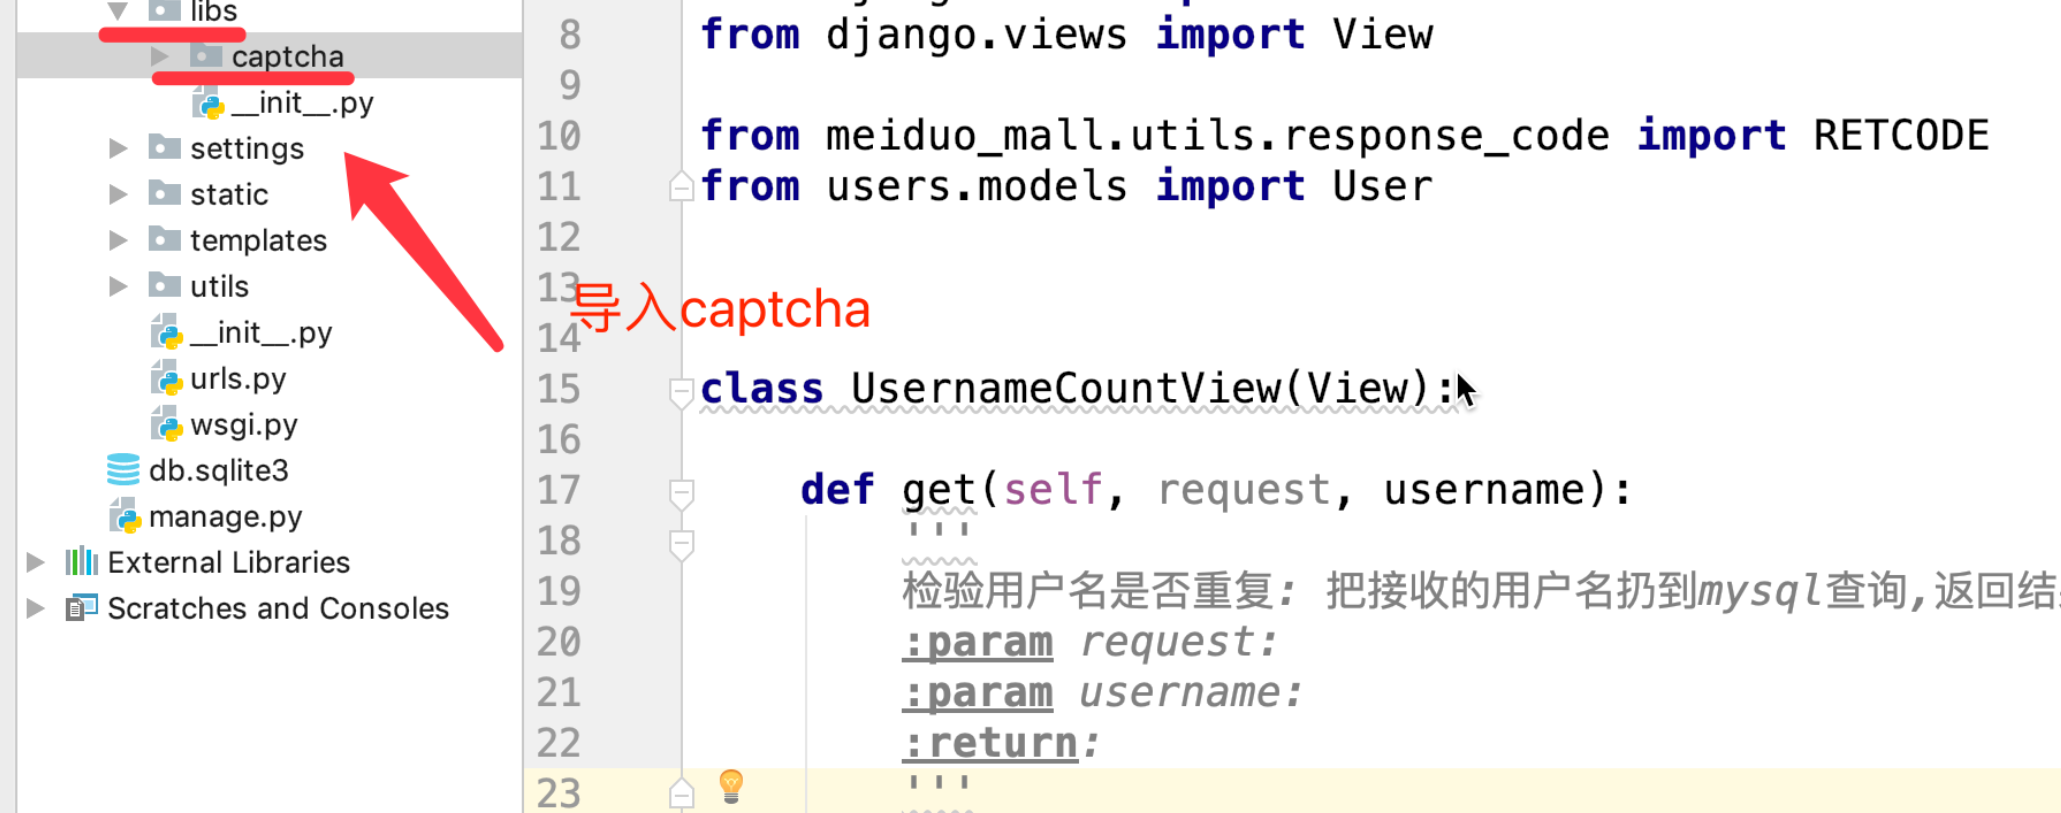 libs
captcha
__init__.py
settings
static
templates
utils
__init__.py
urls.py
wsgi.py
db.sqlite3
manage.py
External Libraries
Scratches and Consoles
导入captcha
8 from django.views import View
9
10 from meiduo_mall.utils.response_code import RETCODE
11 from users.models import User
12
13
14
15 class UsernameCountView(View):
16
17 def get(self, request, username):
18 '''
19 检验用户名是否重复: 把接收的用户名扔到mysql查询,返回结
20 :param request:
21 :param username:
22 :return:
23 '''